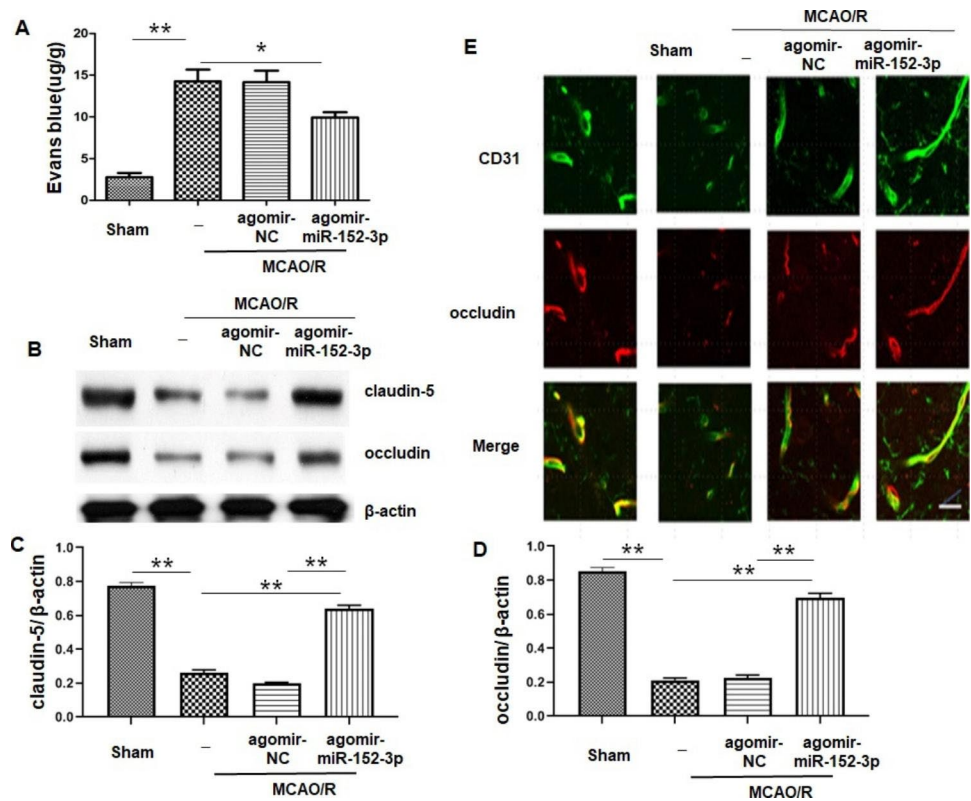 A
**
*
Evans blue(ug/g)
20
15
10
5
0
Sham
–
agomir-
NC
agomir-
miR-152-3p
MCAO/R
B
MCAO/R
Sham
–
agomir-
NC
agomir-
miR-152-3p
claudin-5
occludin
β-actin
C
**
**
**
claudin-5/β-actin
1.0
0.8
0.6
0.4
0.2
0.0
Sham
–
agomir-
NC
agomir-
miR-152-3p
MCAO/R
D
**
**
**
occludin/β-actin
1.0
0.8
0.6
0.4
0.2
0.0
Sham
–
agomir-
NC
agomir-
miR-152-3p
MCAO/R
E
MCAO/R
Sham
–
agomir-
NC
agomir-
miR-152-3p
CD31
occludin
Merge